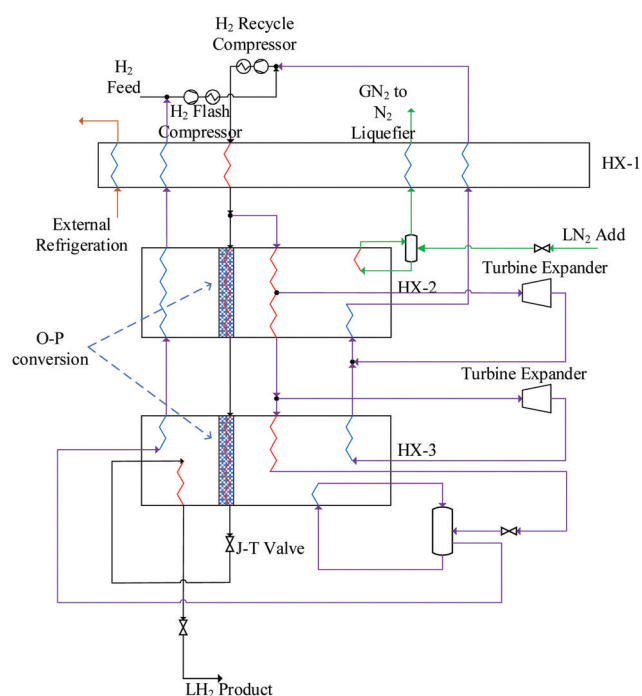 H₂ Recycle
Compressor
H₂
Feed
H₂ Flash
Compressor
GN₂ to
N₂
Liquefier
HX-1
External
Refrigeration
LN₂ Add
HX-2
Turbine Expander
O-P
conversion
Turbine Expander
HX-3
J-T Valve
LH₂ Product